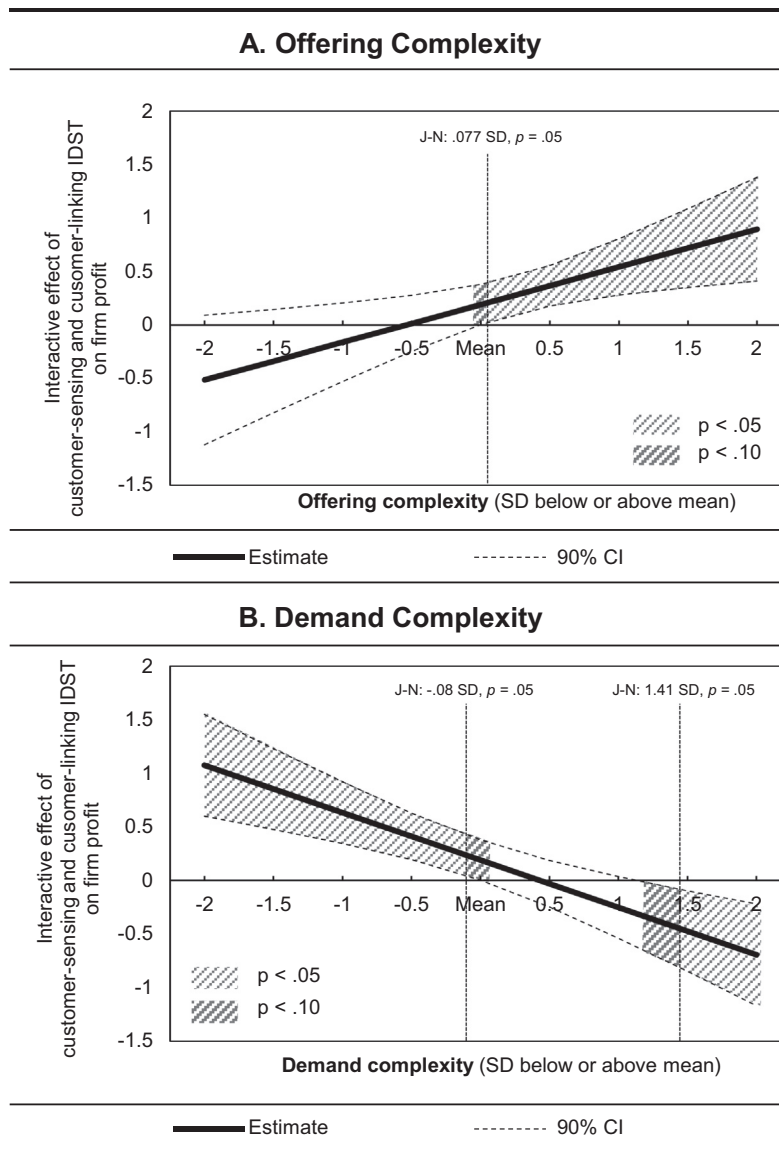 A. Offering Complexity
Interactive effect of
customer-sensing and cusomer-linking IDST
on firm profit
2
1.5
1
0.5
0
-0.5
-1
-1.5
J-N: .077 SD, p = .05
-2 -1.5 -1 -0.5 Mean 0.5 1 1.5 2
p < .05
p < .10
Offering complexity (SD below or above mean)
Estimate 90% CI
B. Demand Complexity
Interactive effect of
customer-sensing and cusomer-linking IDST
on firm profit
2
1.5
1
0.5
0
-0.5
-1
-1.5
J-N: -.08 SD, p = .05 J-N: 1.41 SD, p = .05
-2 -1.5 -1 -0.5 Mean 0.5 1 1.5 2
p < .05
p < .10
Demand complexity (SD below or above mean)
Estimate 90% CI